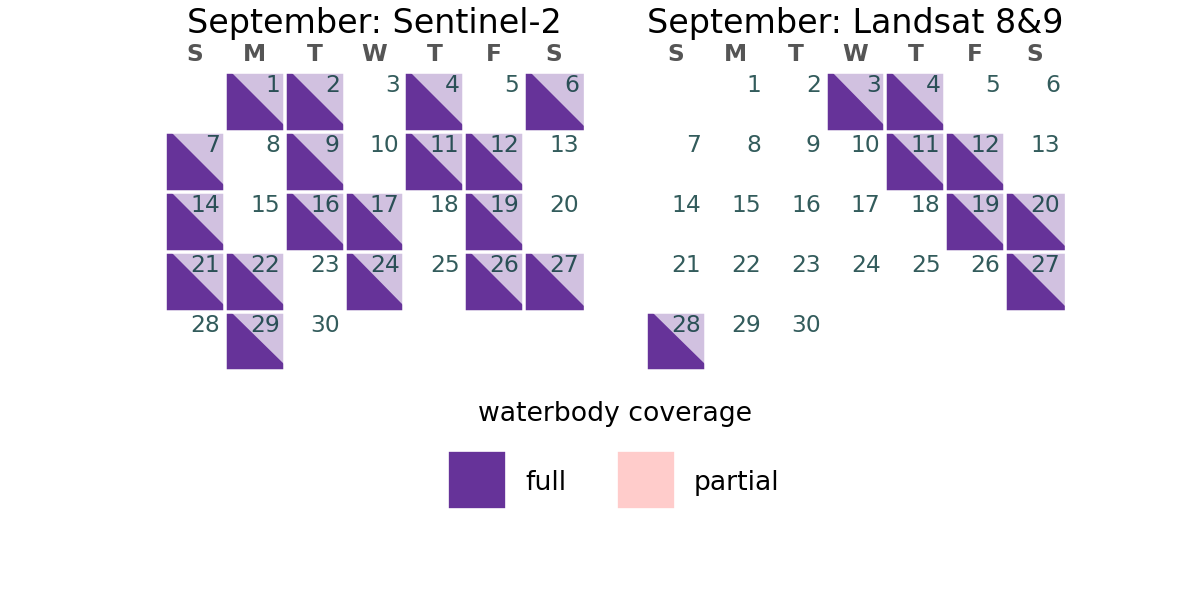 September: Sentinel-2
S M T W T F S
1 2 3 4 5 6
7 8 9 10 11 12 13
14 15 16 17 18 19 20
21 22 23 24 25 26 27
28 29 30
September: Landsat 8&9
S M T W T F S
1 2 3 4 5 6
7 8 9 10 11 12 13
14 15 16 17 18 19 20
21 22 23 24 25 26 27
28 29 30
waterbody coverage
full
partial